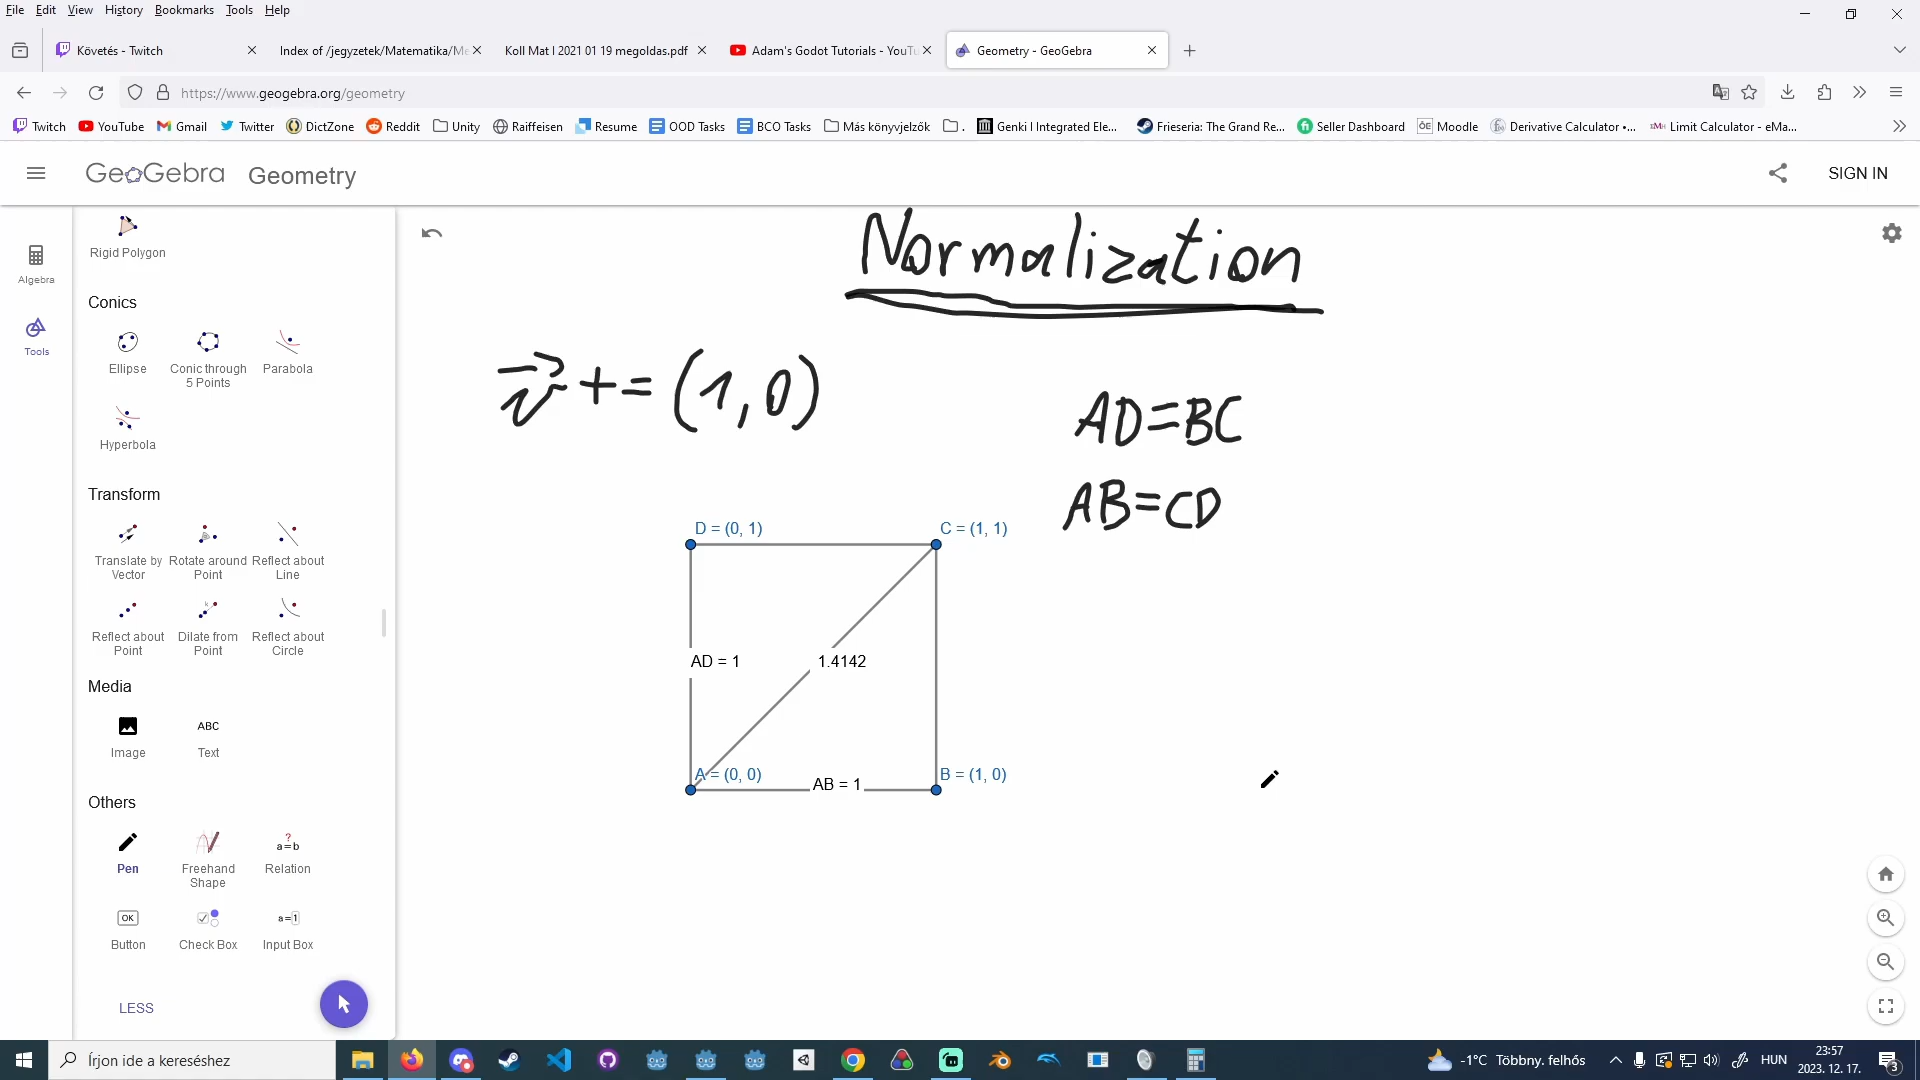 File Edit View History Bookmarks Tools Help
Követés - Twitch
Index of /jegyzetek/Matematika/Me
Koll Mat I 2021 01 19 megoldas.pdf
Adam's Godot Tutorials - YouTu
Geometry - GeoGebra
https://www.geogebra.org/geometry
Twitch YouTube Gmail Twitter DictZone Reddit Unity Raiffeisen Resume OOD Tasks BCO Tasks Más könyvjelzők . Genki I Integrated Ele... Frieseria: The Grand Re... Seller Dashboard Moodle Derivative Calculator •... Limit Calculator - eMa...
GeoGebra Geometry
SIGN IN
Algebra
Tools
Rigid Polygon
Conics
Ellipse
Conic through 5 Points
Parabola
Hyperbola
Transform
Translate by Vector
Rotate around Point
Reflect about Line
Reflect about Point
Dilate from Point
Reflect about Circle
Media
Image
ABC
Text
Others
Pen
Freehand Shape
? a=b
Relation
OK
Button
Check Box
a=1
Input Box
LESS
Normalization
v⃗ += (1, 0)
AD=BC
AB=CD
D = (0, 1)
C = (1, 1)
AD = 1
1.4142
A = (0, 0)
AB = 1
B = (1, 0)
Írjon ide a kereséshez
-1°C Többny. felhős
HUN
23:57
2023. 12. 17.
3